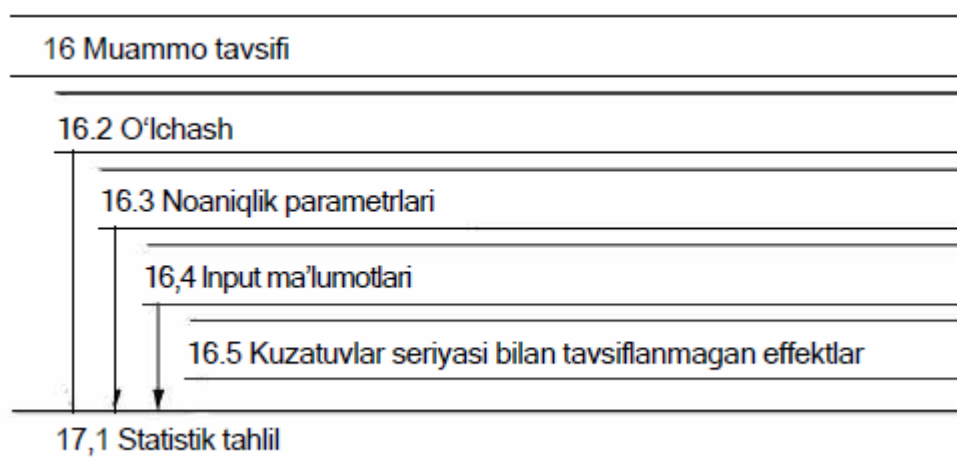 16 Muammo tavsifi
16.2 O‘lchash
16.3 Noaniqlik parametrlari
16,4 Input ma’lumotlari
16.5 Kuzatuvlar seriyasi bilan tavsiflanmagan effektlar
17,1 Statistik tahlil